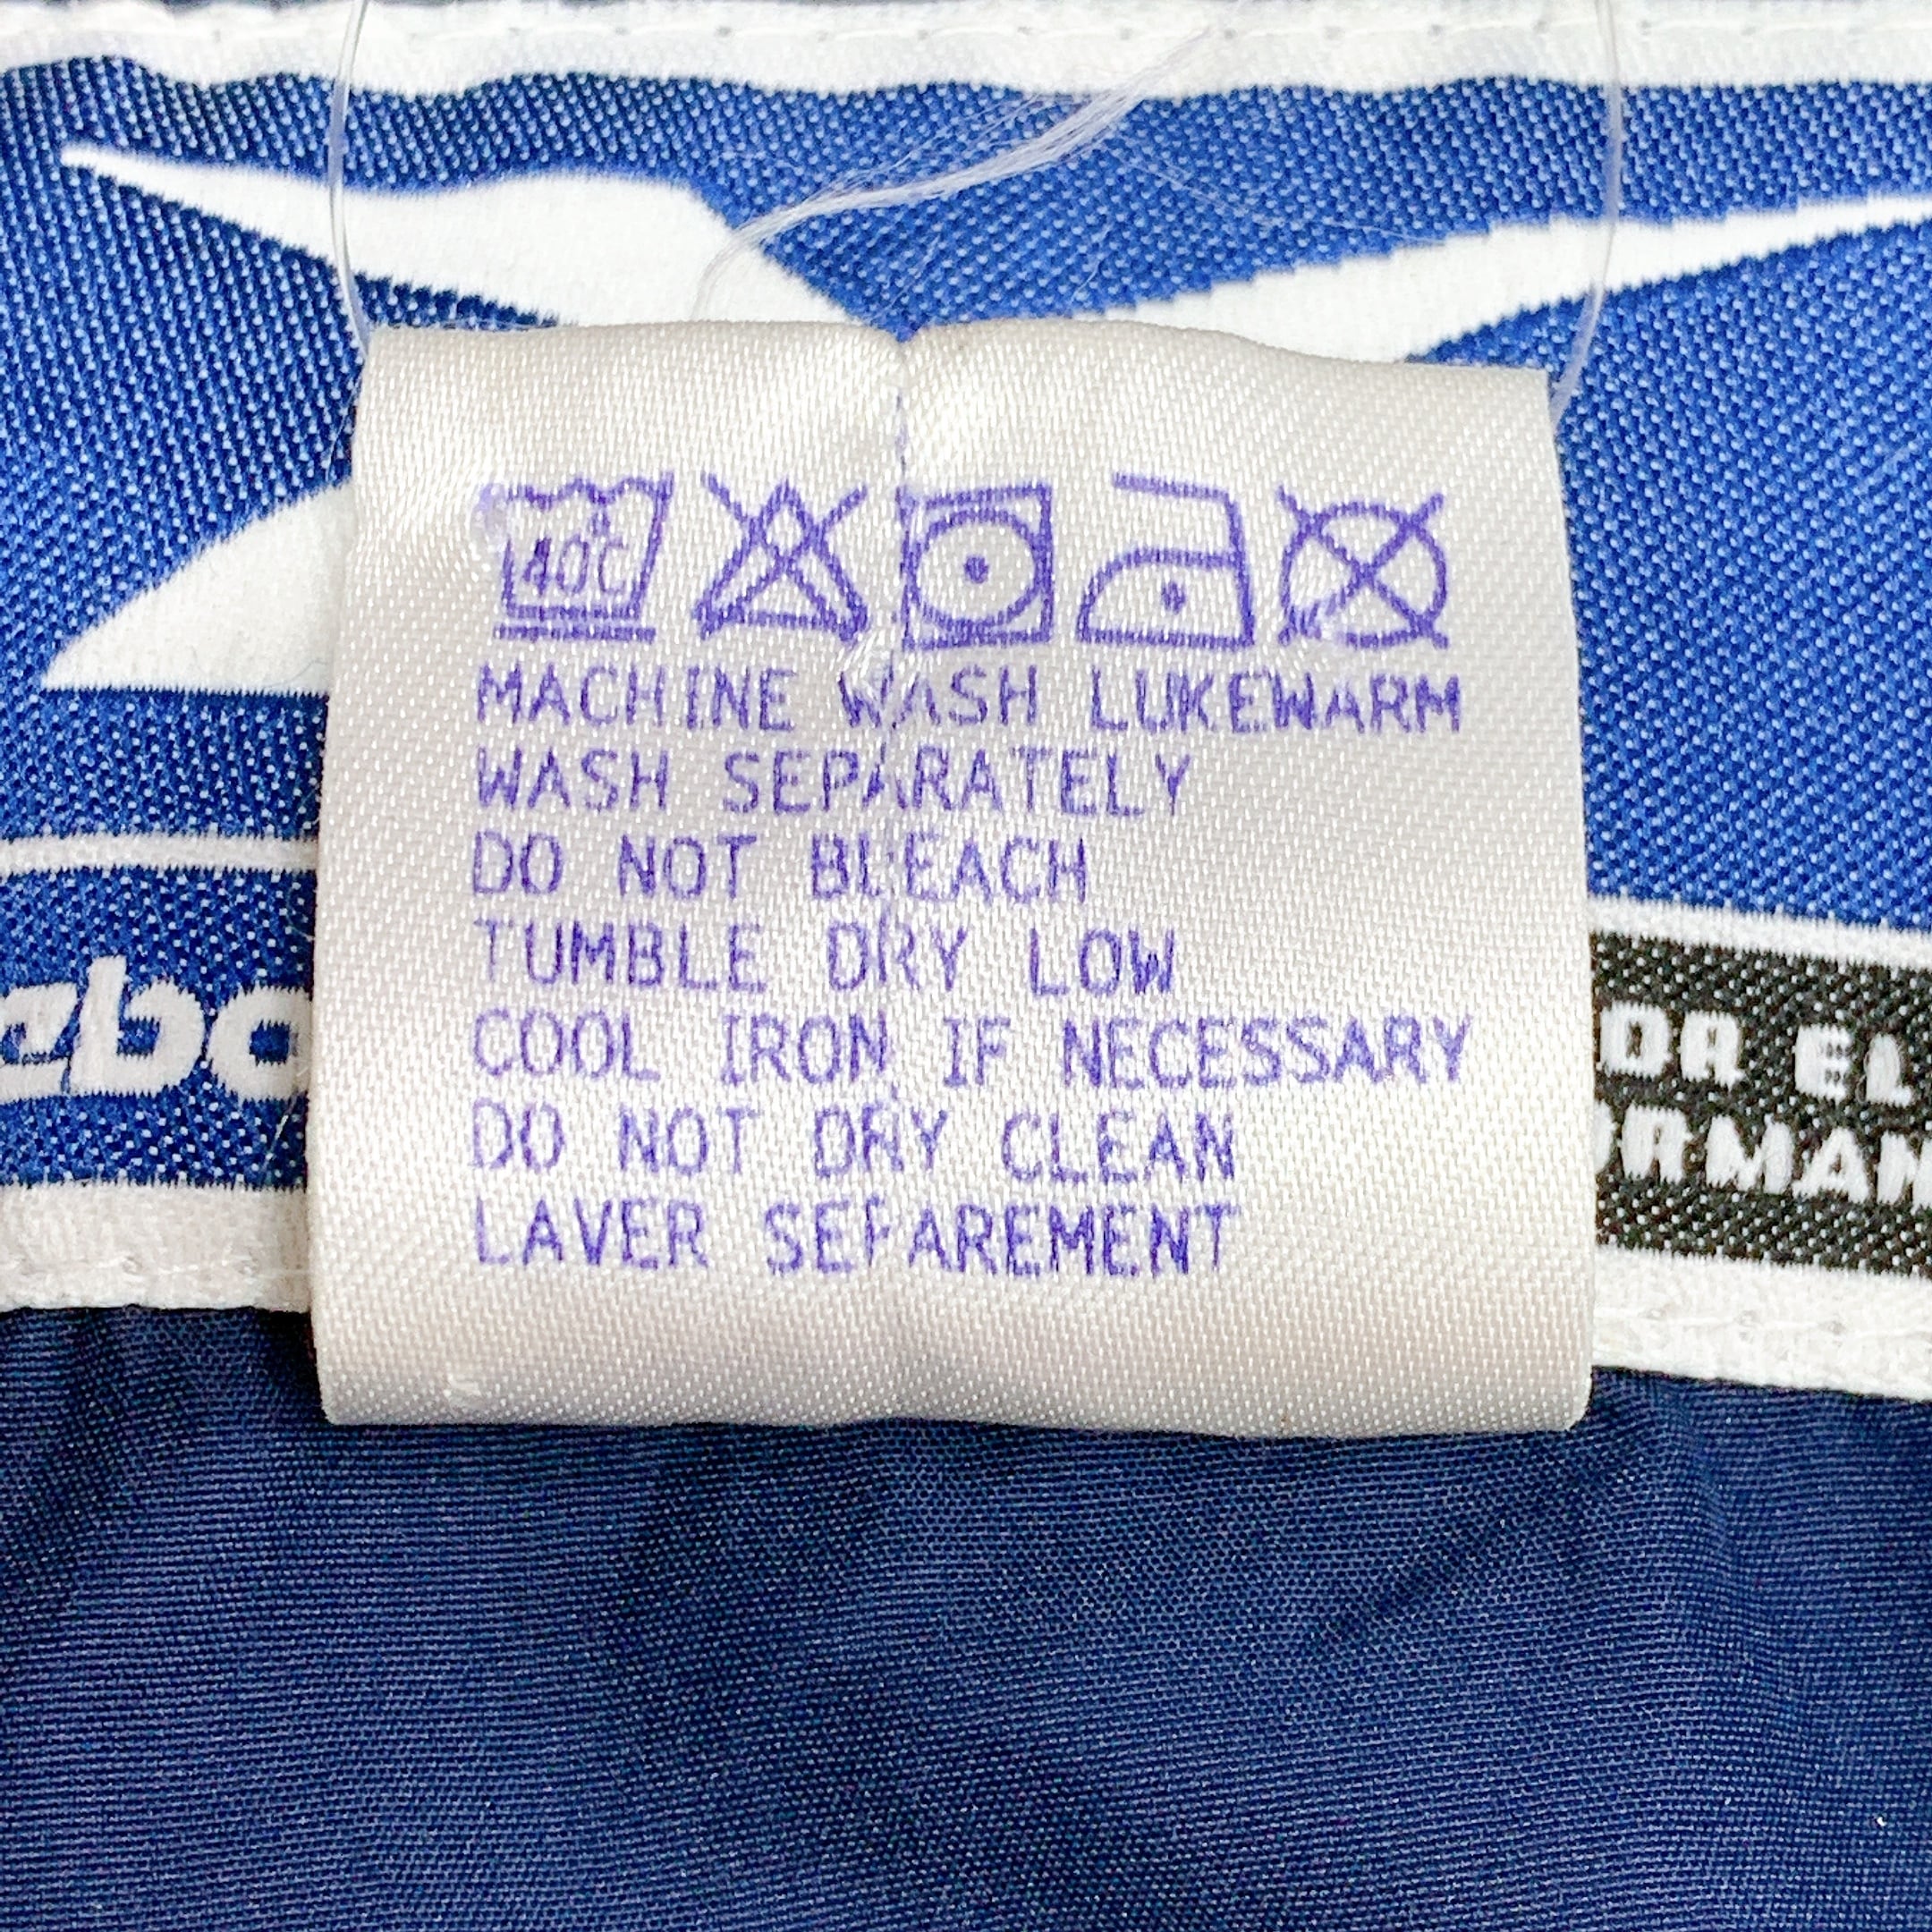 40°C
MACHINE WASH LUKEWARM
WASH SEPARATELY
DO NOT BLEACH
TUMBLE DRY LOW
COOL IRON IF NECESSARY
DO NOT DRY CLEAN
LAVER SEPAREMENT